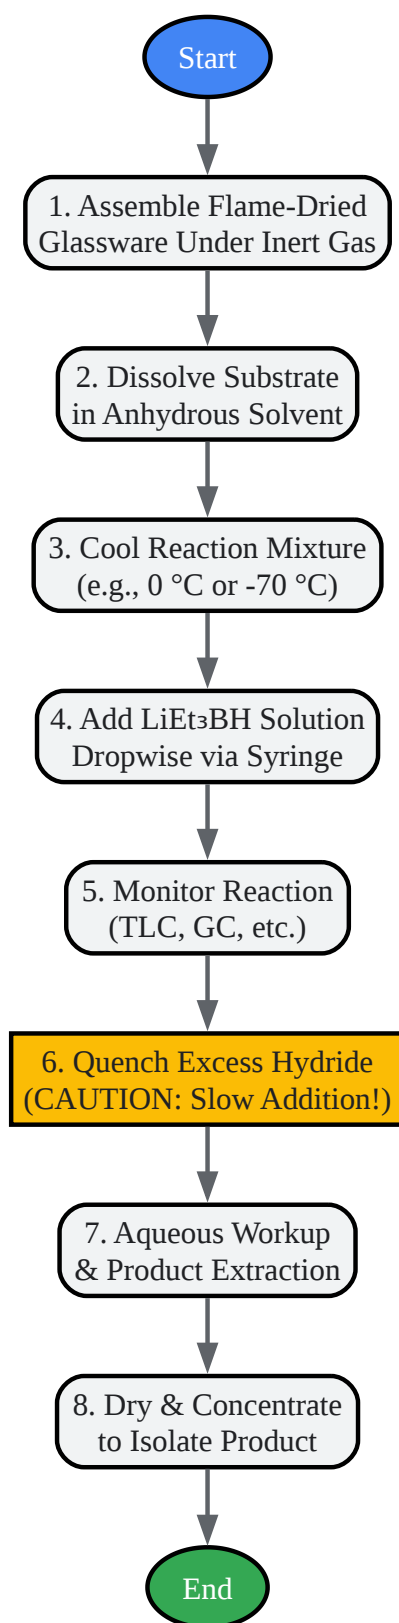 Start
1. Assemble Flame-Dried
Glassware Under Inert Gas
2. Dissolve Substrate
in Anhydrous Solvent
3. Cool Reaction Mixture
(e.g., 0 °C or -70 °C)
4. Add LiEt₃BH Solution
Dropwise via Syringe
5. Monitor Reaction
(TLC, GC, etc.)
6. Quench Excess Hydride
(CAUTION: Slow Addition!)
7. Aqueous Workup
& Product Extraction
8. Dry & Concentrate
to Isolate Product
End